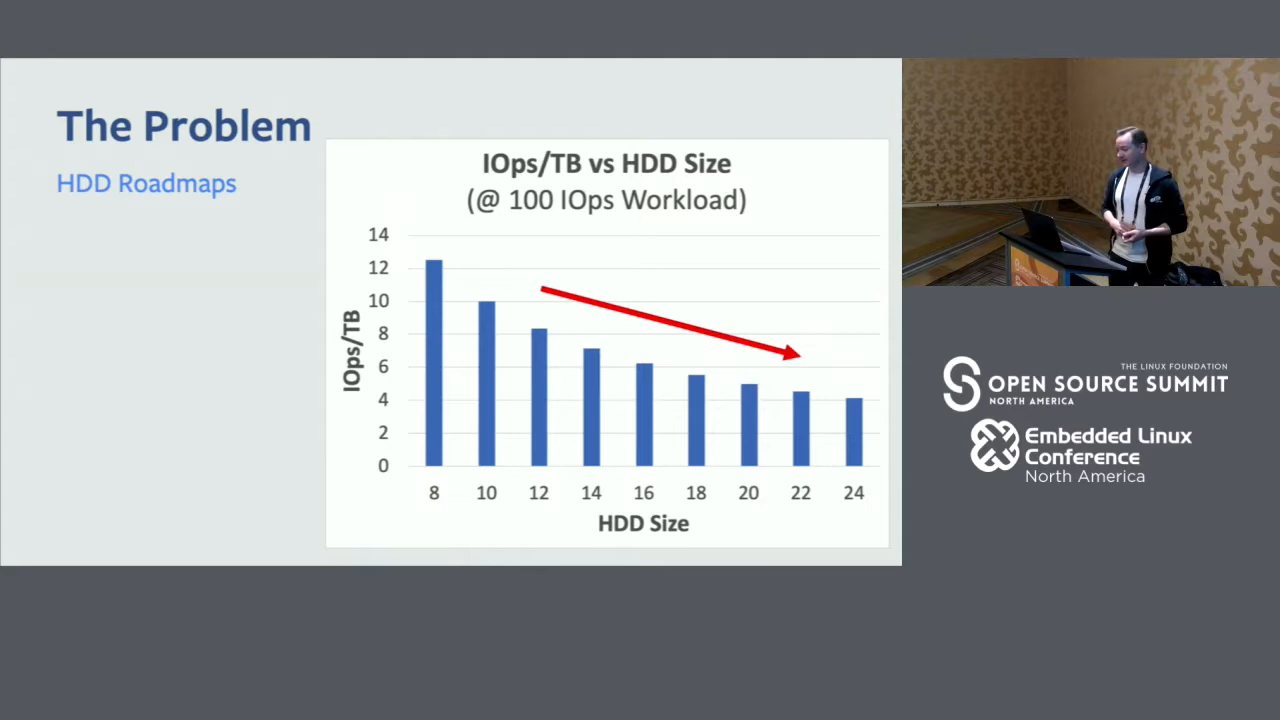 The Problem
HDD Roadmaps
IOps/TB vs HDD Size
(@ 100 IOps Workload)
IOps/TB
14
12
10
8
6
4
2
0
8 10 12 14 16 18 20 22 24
HDD Size
THE LINUX FOUNDATION
OPEN SOURCE SUMMIT
NORTH AMERICA
Embedded Linux
Conference
North America